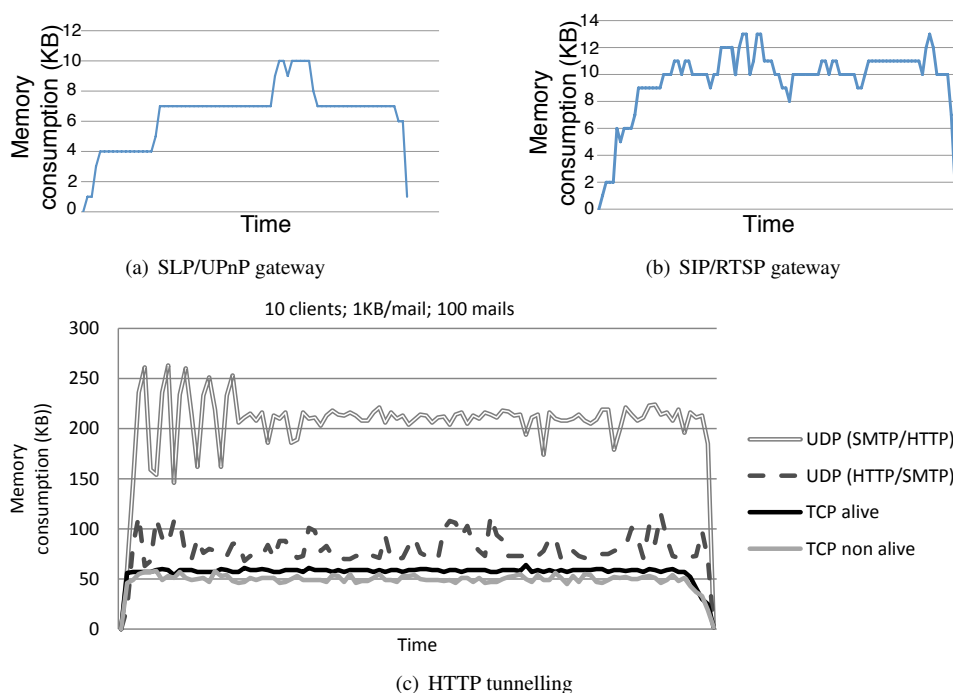 12
10
8
6
4
2
0
Memory
consumption (KB)
Time
(a) SLP/UPnP gateway
14
12
10
8
6
4
2
0
Memory
consumption (KB)
Time
(b) SIP/RTSP gateway
10 clients; 1KB/mail; 100 mails
300
250
200
150
100
50
0
Memory
consumption (KB))
Time
UDP (SMTP/HTTP)
UDP (HTTP/SMTP)
TCP alive
TCP non alive
(c) HTTP tunnelling